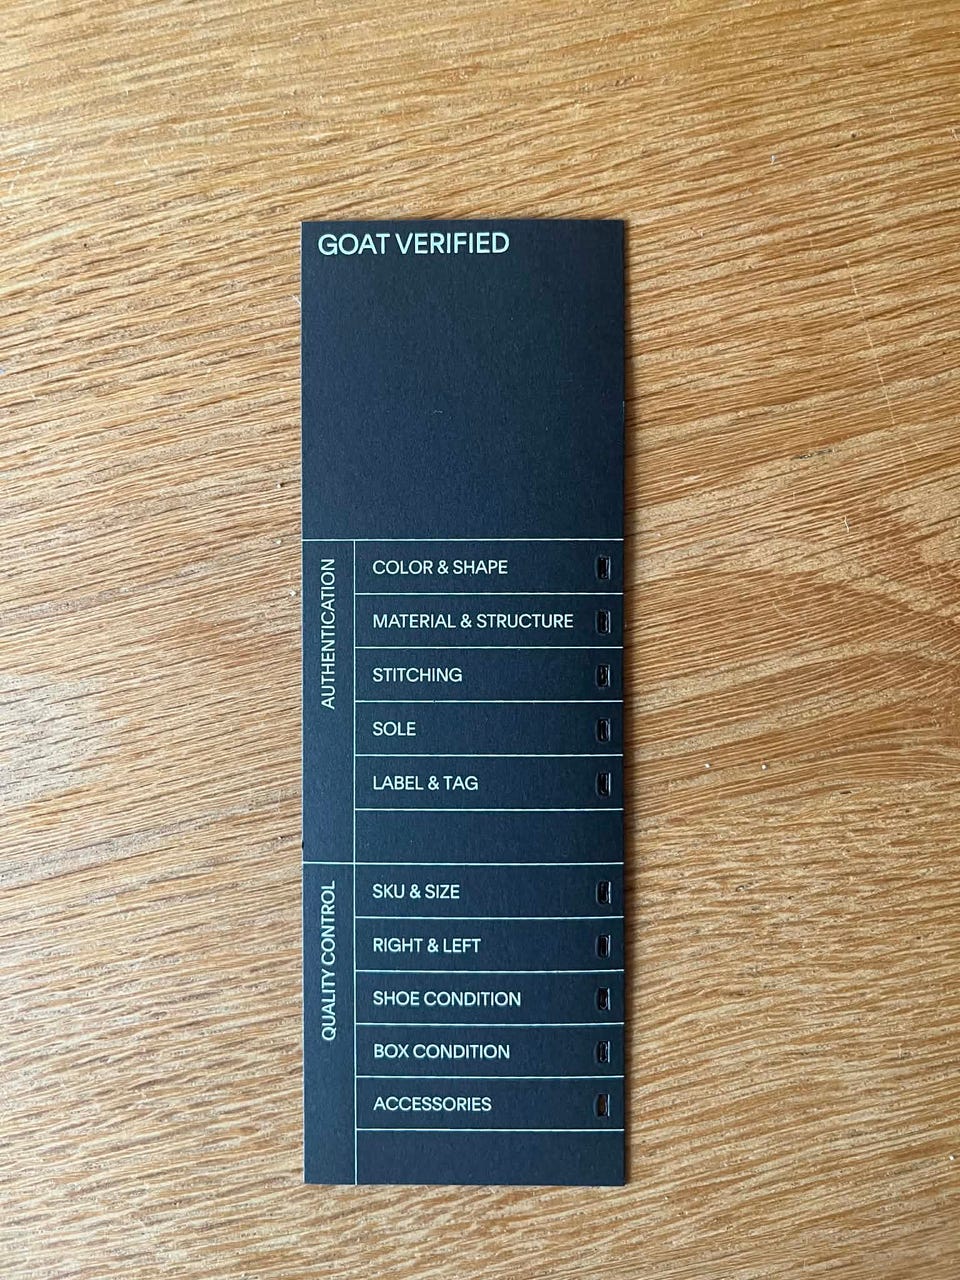 GOAT VERIFIED
AUTHENTICATION
COLOR & SHAPE
MATERIAL & STRUCTURE
STITCHING
SOLE
LABEL & TAG
QUALITY CONTROL
SKU & SIZE
RIGHT & LEFT
SHOE CONDITION
BOX CONDITION
ACCESSORIES